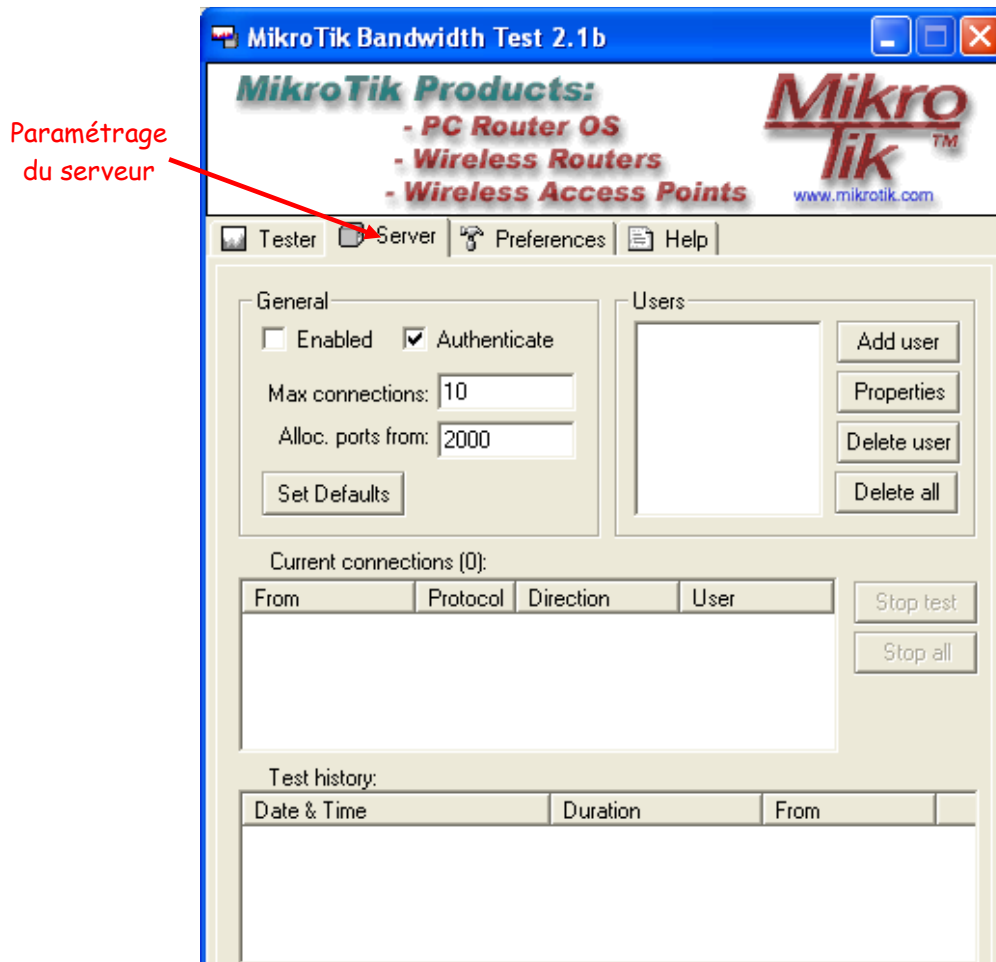 MikroTik Bandwidth Test 2.1b
MikroTik Products:
- PC Router OS
- Wireless Routers
- Wireless Access Points
Mikro
Tik TM
www.mikrotik.com
Paramétrage
du serveur
Tester Server Preferences Help
General
Enabled Authenticate
Max connections: 10
Alloc. ports from: 2000
Set Defaults
Users
Add user
Properties
Delete user
Delete all
Current connections (0):
From Protocol Direction User
Stop test
Stop all
Test history:
Date & Time Duration From